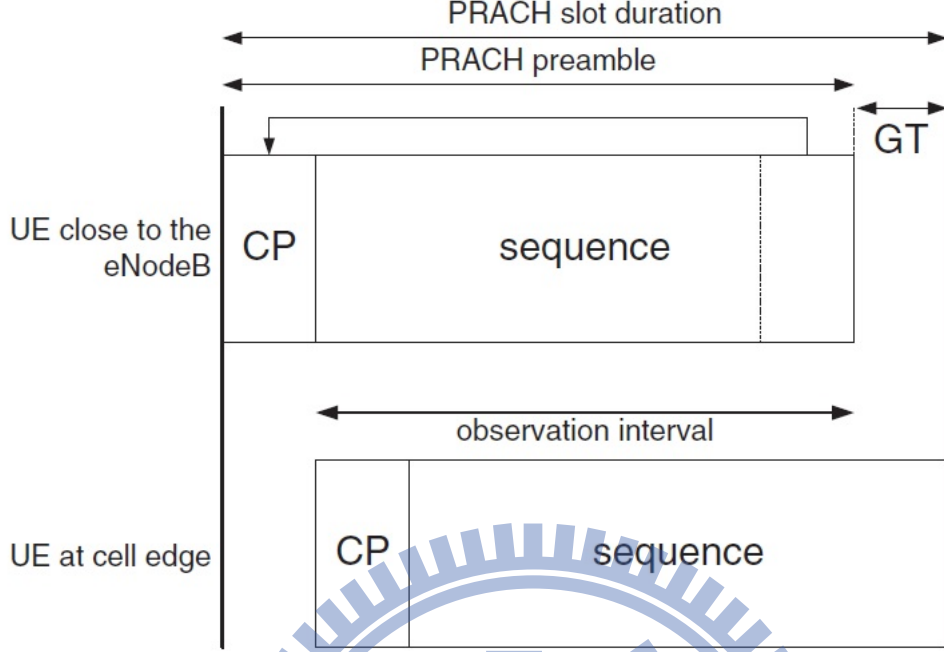 PRACH slot duration
PRACH preamble
GT
UE close to the
eNodeB
CP
sequence
observation interval
UE at cell edge
CP
sequence